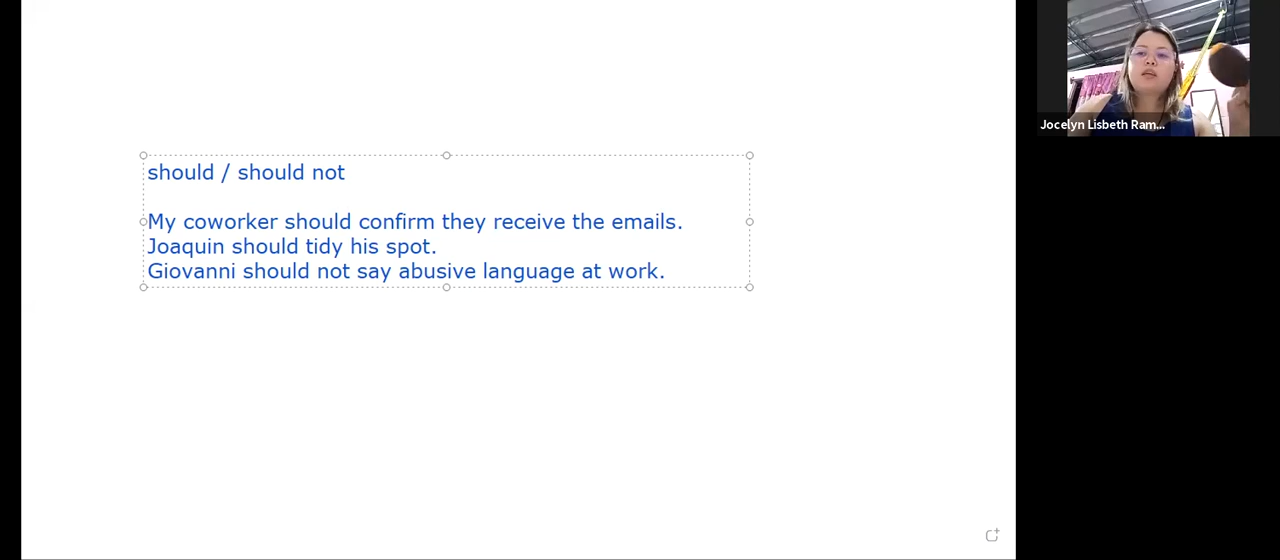 should / should not
My coworker should confirm they receive the emails.
Joaquin should tidy his spot.
Giovanni should not say abusive language at work.
Jocelyn Lisbeth Ram...